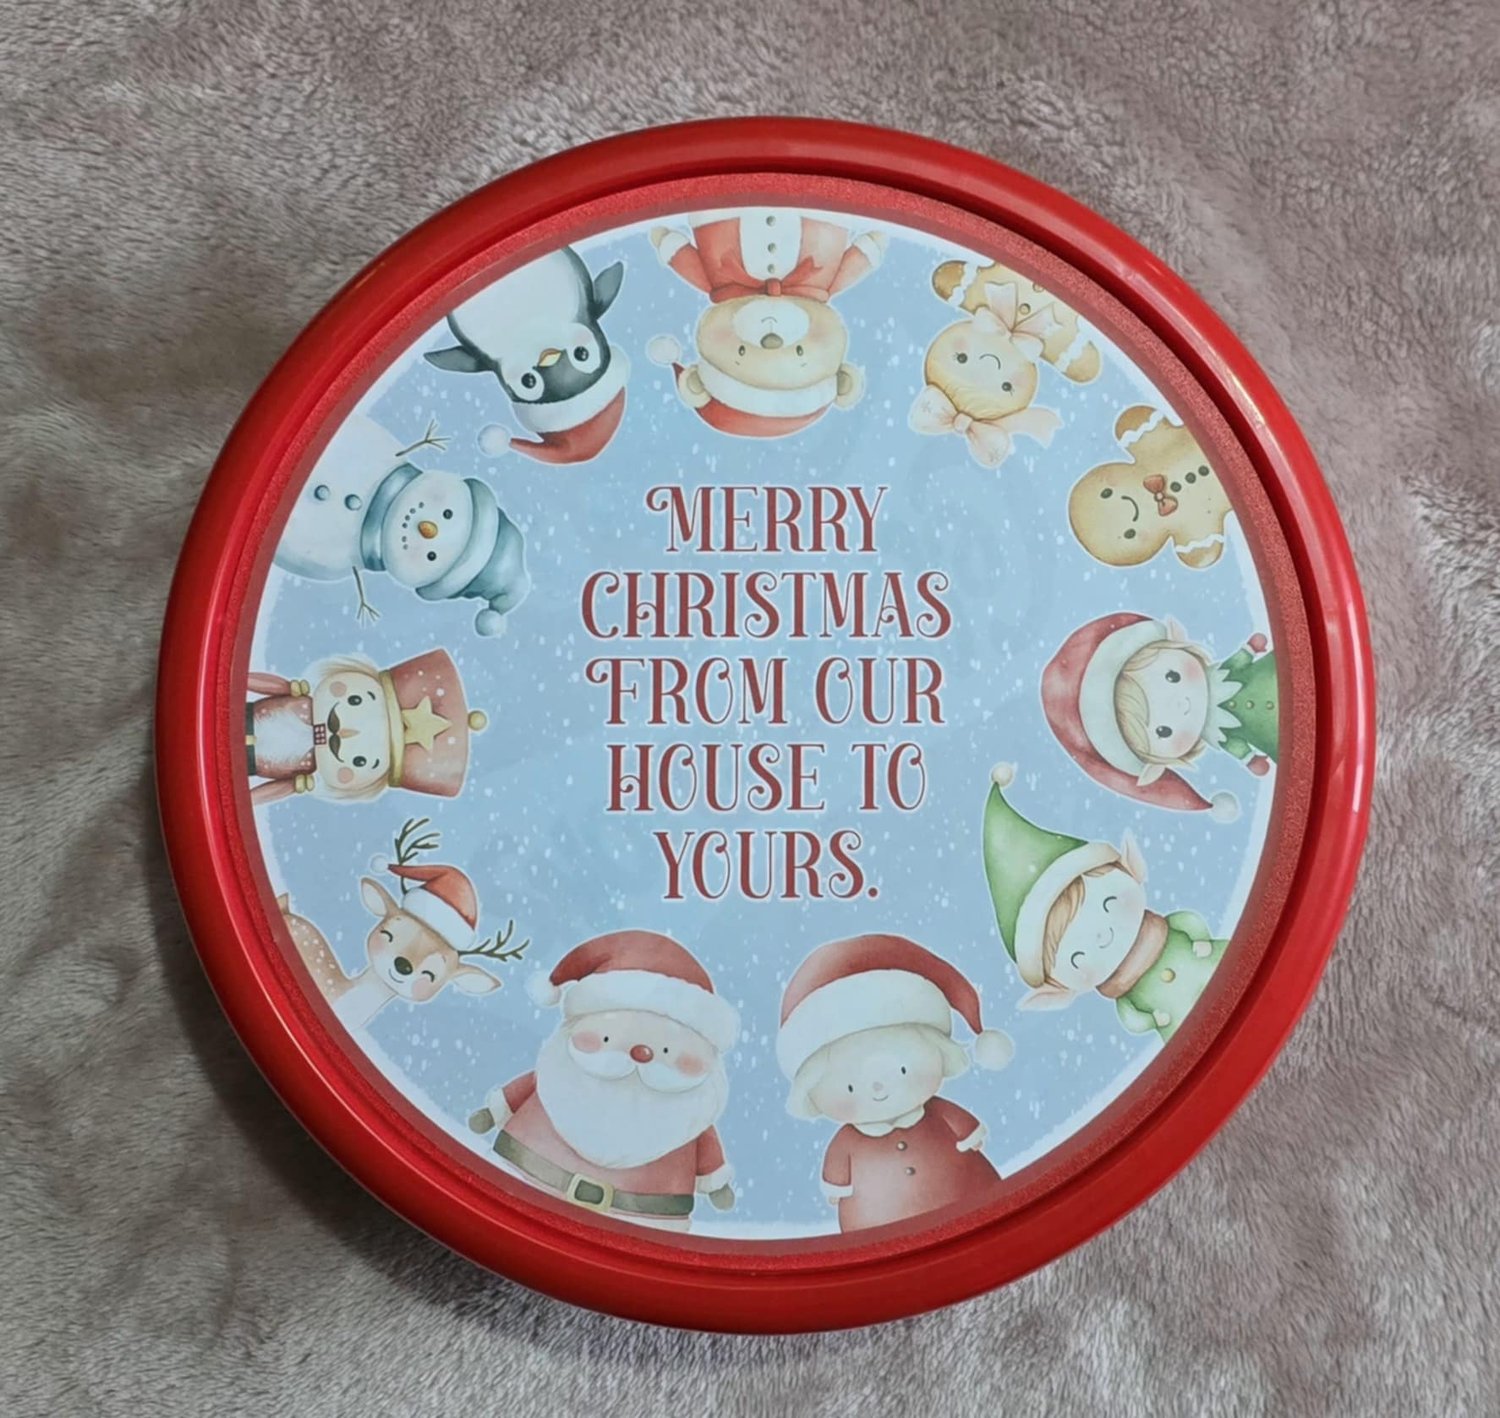 MERRY
CHRISTMAS
FROM OUR
HOUSE TO
YOURS.